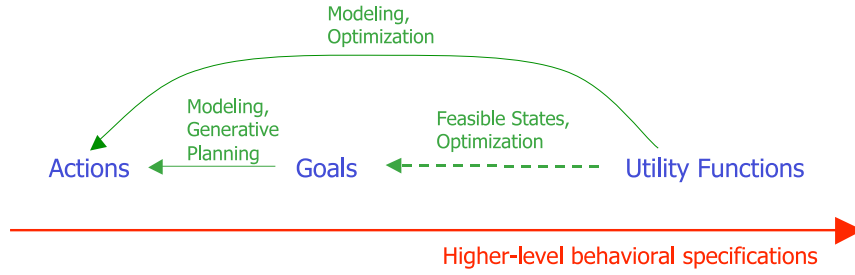 Modeling,
Optimization
Modeling,
Generative
Planning
Feasible States,
Optimization
Actions
Goals
Utility Functions
Higher-level behavioral specifications